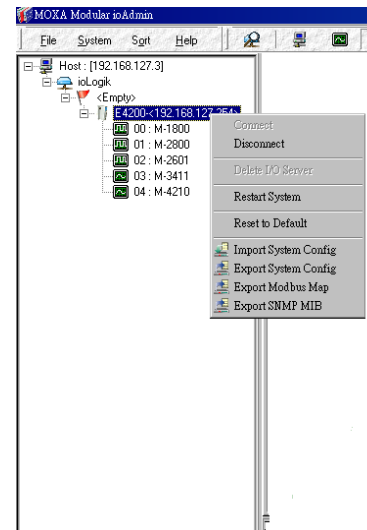 MOXA Modular ioAdmin
File System Sort Help
Host : [192.168.127.3]
ioLogik
<Empty>
E4200-<192.168.127.254>
00 : M-1800
01 : M-2800
02 : M-2601
03 : M-3411
04 : M-4210
Connect
Disconnect
Delete I/O Server
Restart System
Reset to Default
Import System Config
Export System Config
Export Modbus Map
Export SNMP MIB